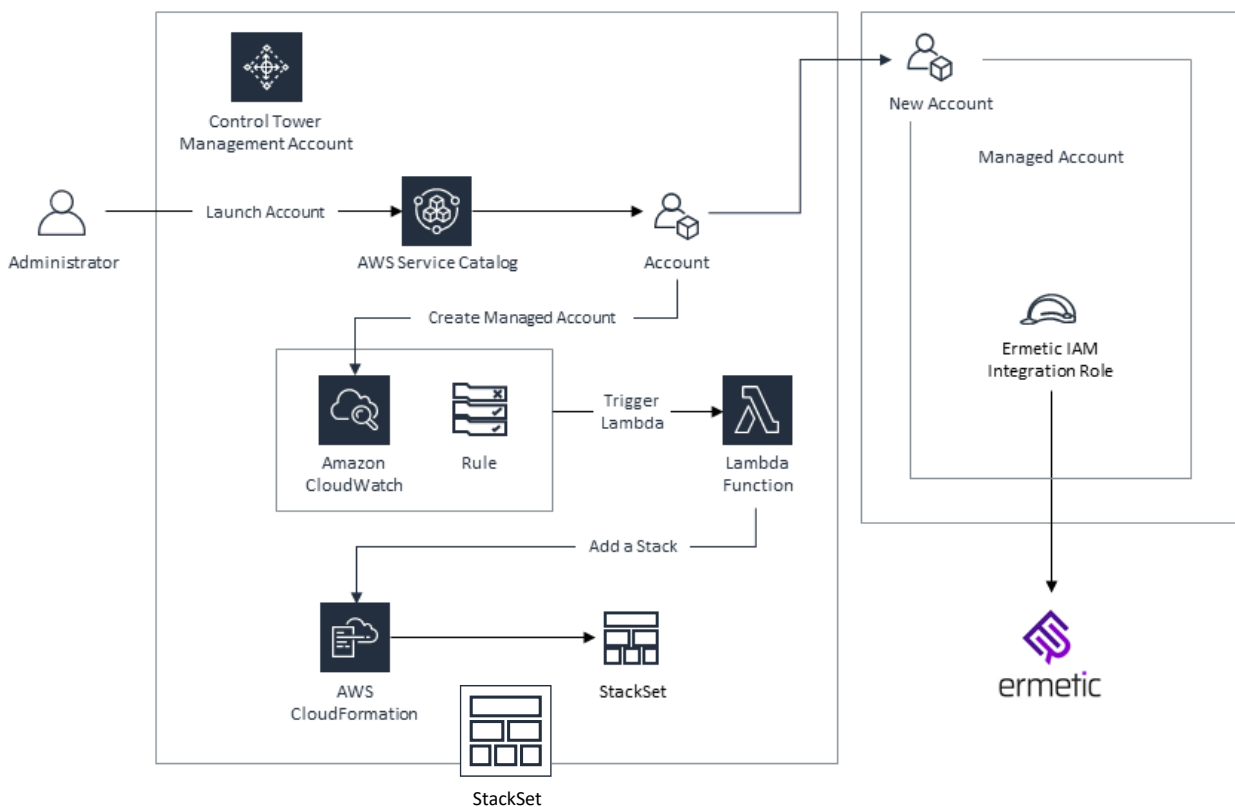 Control Tower
Management Account
New Account
Managed Account
Launch Account
Administrator
AWS Service Catalog
Account
Create Managed Account
Ermetic IAM
Integration Role
Trigger
Lambda
Amazon
CloudWatch
Rule
Lambda
Function
Add a Stack
ermetic
AWS
CloudFormation
StackSet
StackSet